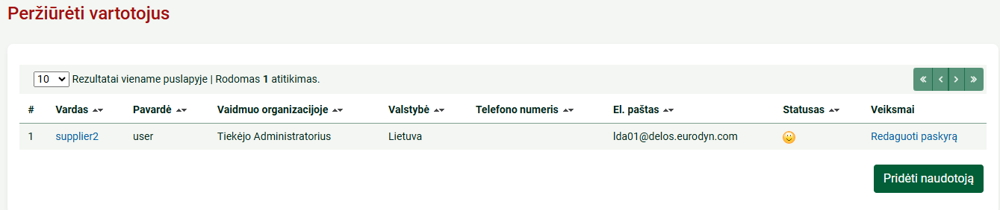 Peržiūrėti vartotojus
10 Rezultatai viename puslapyje | Rodomas 1 atitikimas.
# Vardas Pavardė Vaidmuo organizacijoje Valstybė Telefono numeris El. paštas Statusas Veiksmai
1 supplier2 user Tiekėjo Administratorius Lietuva lda01@delos.eurodyn.com Redaguoti paskyrą
Pridėti naudotoją